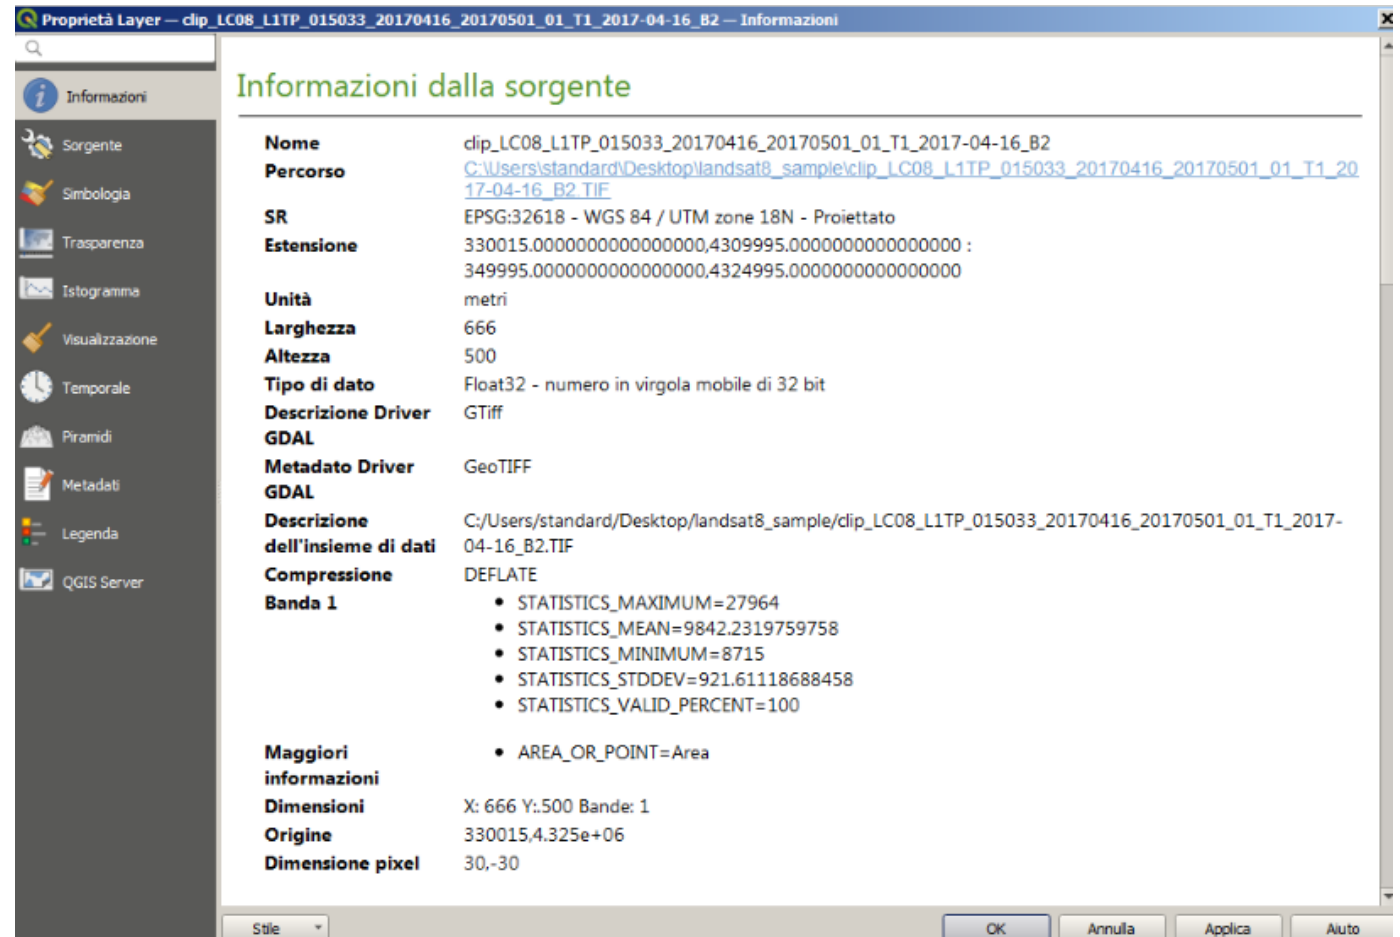 Proprietà Layer — clip_LC08_L1TP_015033_20170416_20170501_01_T1_2017-04-16_B2 — Informazioni
Informazioni
Sorgente
Simbologia
Trasparenza
Istogramma
Visualizzazione
Temporale
Piramidi
Metadati
Legenda
QGIS Server
Informazioni dalla sorgente
Nome clip_LC08_L1TP_015033_20170416_20170501_01_T1_2017-04-16_B2
Percorso C:\Users\standard\Desktop\landsat8_sample\clip_LC08_L1TP_015033_20170416_20170501_01_T1_20
17-04-16_B2.TIF
SR EPSG:32618 - WGS 84 / UTM zone 18N - Proiettato
Estensione 330015.0000000000000000,4309995.0000000000000000 :
349995.0000000000000000,4324995.0000000000000000
Unità metri
Larghezza 666
Altezza 500
Tipo di dato Float32 - numero in virgola mobile di 32 bit
Descrizione Driver GTiff
GDAL
Metadato Driver GeoTIFF
GDAL
Descrizione C:/Users/standard/Desktop/landsat8_sample/clip_LC08_L1TP_015033_20170416_20170501_01_T1_2017-
dell'insieme di dati 04-16_B2.TIF
Compressione DEFLATE
Banda 1 • STATISTICS_MAXIMUM=27964
• STATISTICS_MEAN=9842.2319759758
• STATISTICS_MINIMUM=8715
• STATISTICS_STDDEV=921.61118688458
• STATISTICS_VALID_PERCENT=100
Maggiori • AREA_OR_POINT=Area
informazioni
Dimensioni X: 666 Y:.500 Bande: 1
Origine 330015,4.325e+06
Dimensione pixel 30,-30
Stile OK Annulla Applica Aiuto